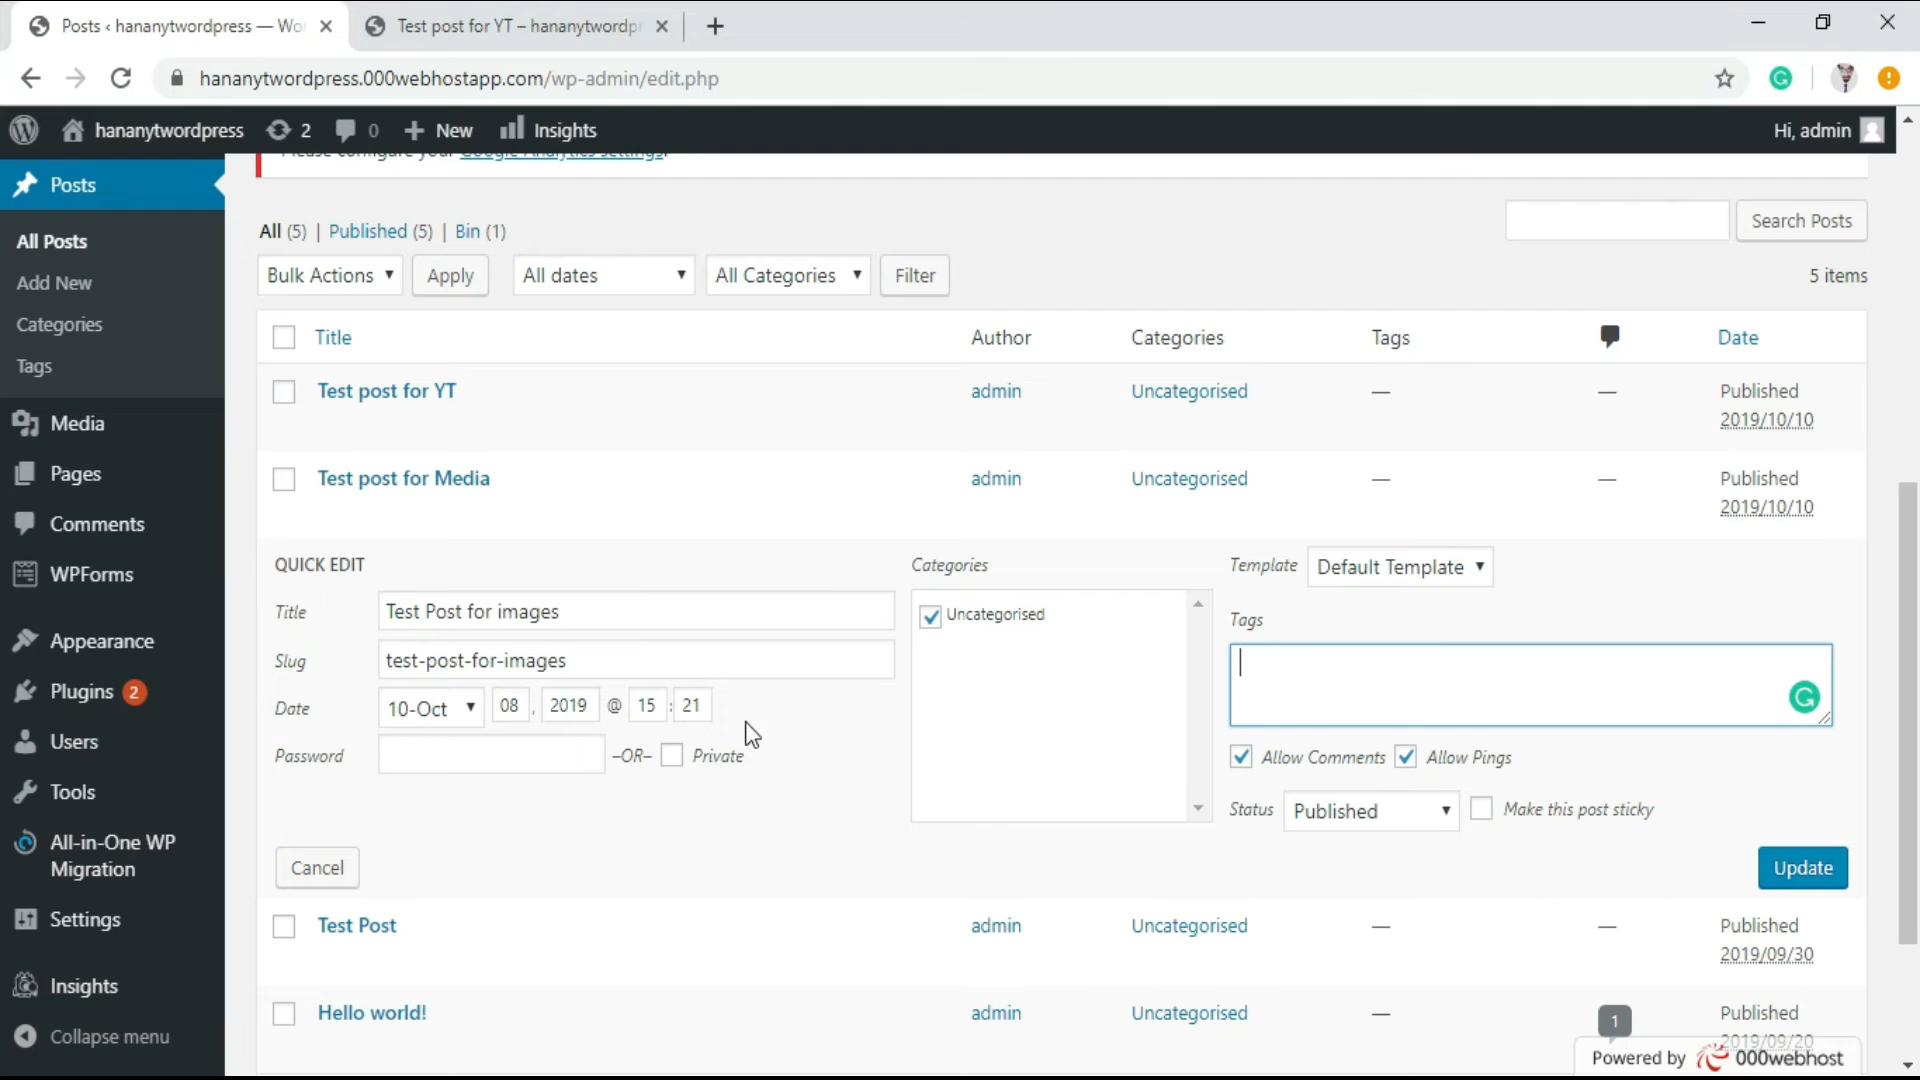 Posts ‹ hananytwordpress — Wo
Test post for YT – hananytwordp
hananytwordpress.000webhostapp.com/wp-admin/edit.php
hananytwordpress 2 0 + New Insights Hi, admin
Please configure your Google Analytics settings.
Posts
All Posts
Add New
Categories
Tags
Media
Pages
Comments
WPForms
Appearance
Plugins 2
Users
Tools
All-in-One WP
Migration
Settings
Insights
Collapse menu
All (5) | Published (5) | Bin (1)
Search Posts
Bulk Actions Apply All dates All Categories Filter 5 items
Title Author Categories Tags Date
Test post for YT admin Uncategorised — — Published
2019/10/10
Test post for Media admin Uncategorised — — Published
2019/10/10
QUICK EDIT
Title Test Post for images
Slug test-post-for-images
Date 10-Oct 08 , 2019 @ 15 : 21
Password –OR– Private
Categories
Uncategorised
Template Default Template
Tags
Allow Comments Allow Pings
Status Published Make this post sticky
Cancel Update
Test Post admin Uncategorised — — Published
2019/09/30
Hello world! admin Uncategorised — 1 Published
2019/09/20
Powered by 000webhost